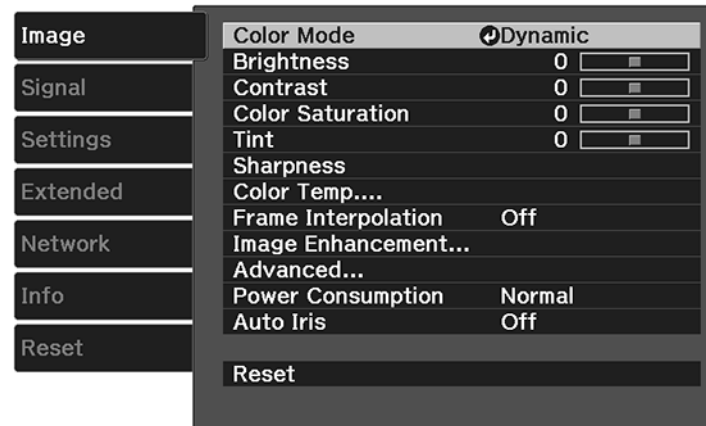 Image
Signal
Settings
Extended
Network
Info
Reset
Color Mode Dynamic
Brightness 0
Contrast 0
Color Saturation 0
Tint 0
Sharpness
Color Temp....
Frame Interpolation Off
Image Enhancement...
Advanced...
Power Consumption Normal
Auto Iris Off
Reset